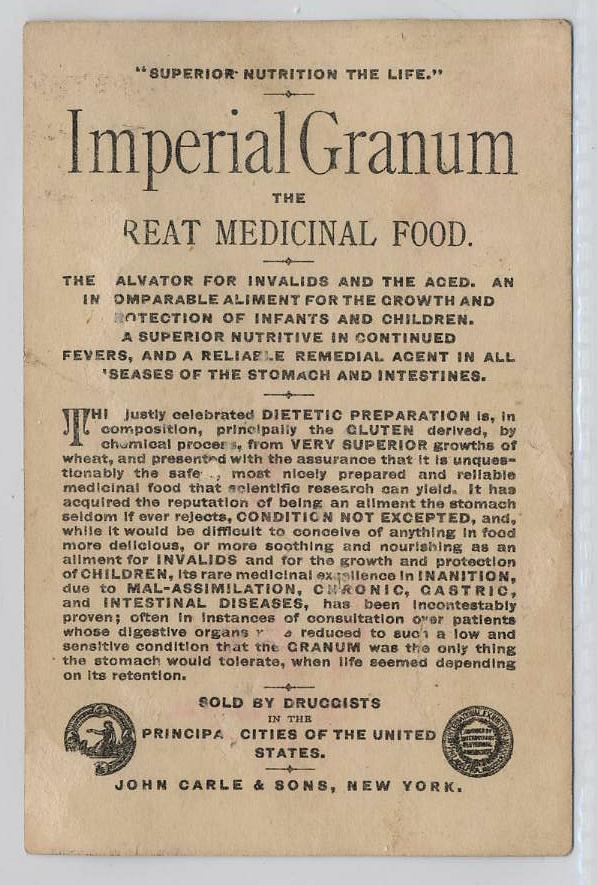 "SUPERIOR NUTRITION THE LIFE."
Imperial Granum
THE
REAT MEDICINAL FOOD.
THE ALVATOR FOR INVALIDS AND THE AGED. AN
IN OMPARABLE ALIMENT FOR THE GROWTH AND
OTECTION OF INFANTS AND CHILDREN.
A SUPERIOR NUTRITIVE IN CONTINUED
FEVERS, AND A RELIABLE REMEDIAL AGENT IN ALL
'SEASES OF THE STOMACH AND INTESTINES.
THI justly celebrated DIETETIC PREPARATION is, in
composition, principally the GLUTEN derived, by
chemical process, from VERY SUPERIOR growths of
wheat, and presented with the assurance that it is unques-
tionably the safe , most nicely prepared and reliable
medicinal food that scientific research can yield. It has
acquired the reputation of being an aliment the stomach
seldom if ever rejects, CONDITION NOT EXCEPTED, and,
while it would be difficult to conceive of anything in food
more delicious, or more soothing and nourishing as an
aliment for INVALIDS and for the growth and protection
of CHILDREN, its rare medicinal excellence in INANITION,
due to MAL-ASSIMILATION, CHRONIC, GASTRIC,
and INTESTINAL DISEASES, has been incontestably
proven; often in instances of consultation over patients
whose digestive organs reduced to such a low and
sensitive condition that the GRANUM was the only thing
the stomach would tolerate, when life seemed depending
on its retention.
SOLD BY DRUGGISTS
IN THE
PRINCIPA CITIES OF THE UNITED
STATES.
JOHN CARLE & SONS, NEW YORK.